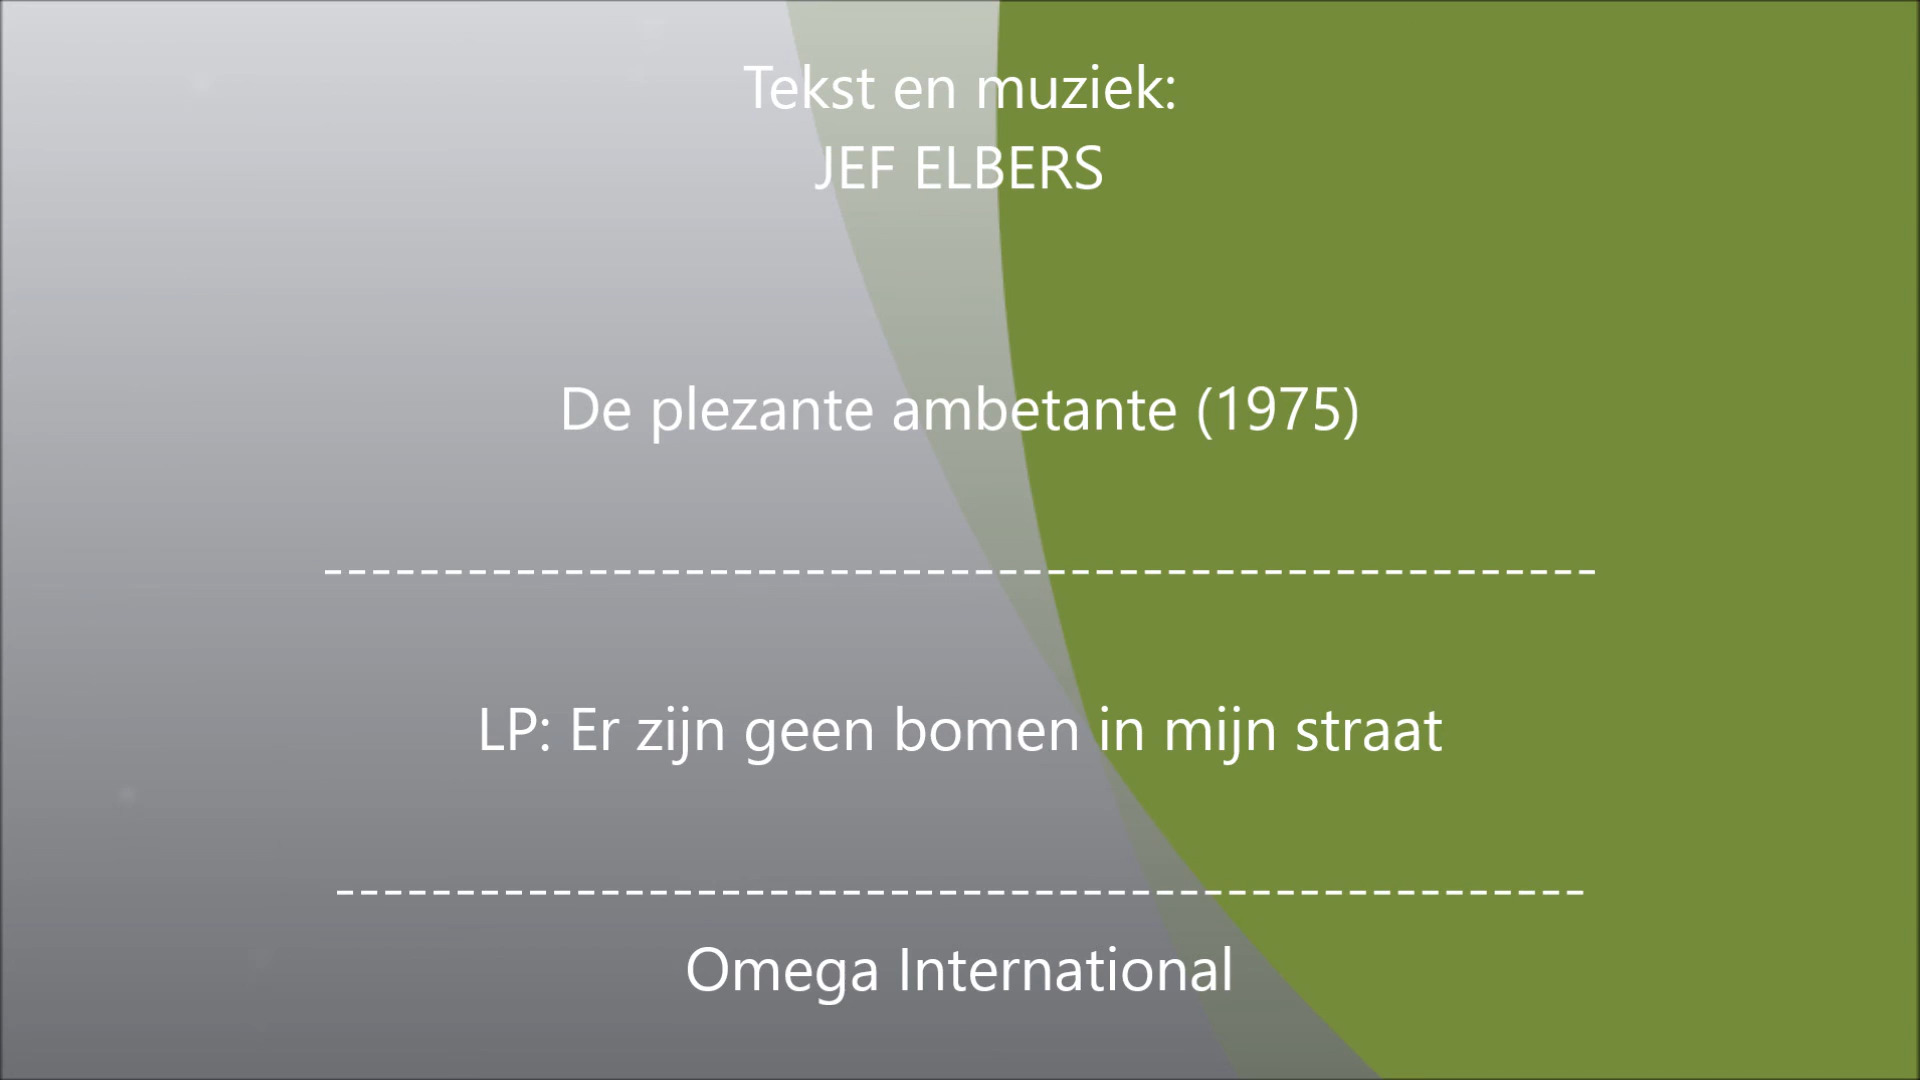 Tekst en muziek:
JEF ELBERS
De plezante ambetante (1975)
-----------------------------------------------------
LP: Er zijn geen bomen in mijn straat
----------------------------------------------------
Omega International